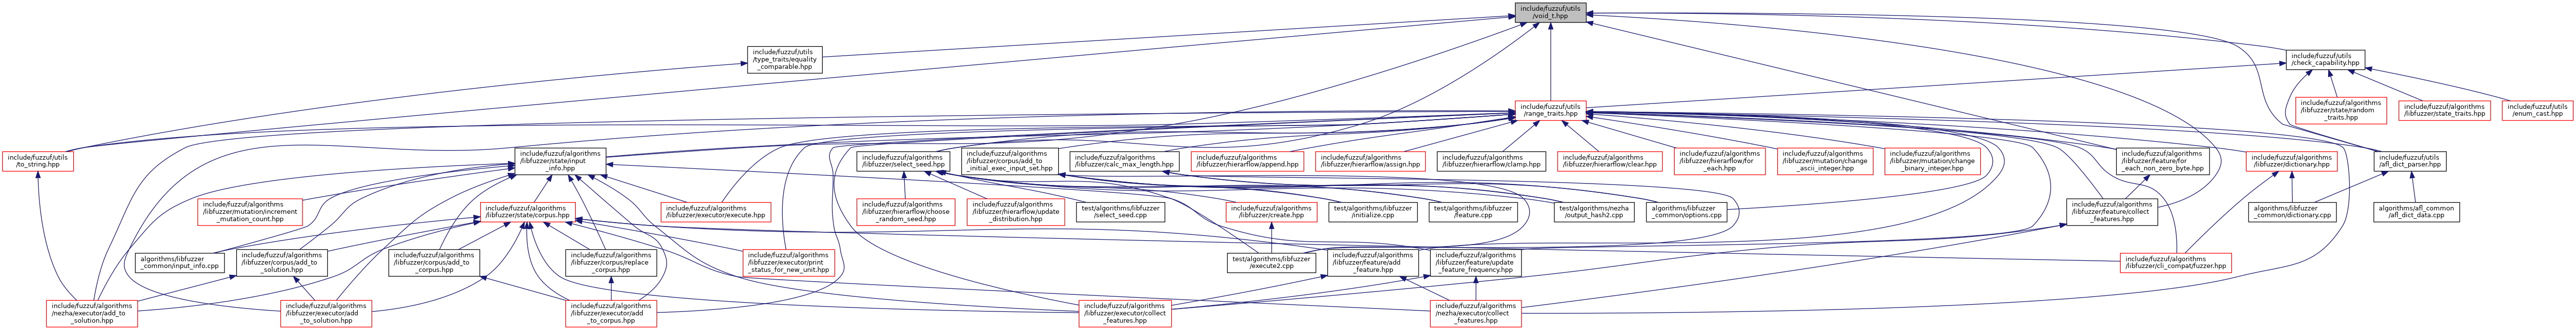 include/fuzzuf/utils
/void_t.hpp
include/fuzzuf/utils
/type_traits/equality
_comparable.hpp
include/fuzzuf/utils
/check_capability.hpp
include/fuzzuf/utils
/range_traits.hpp
include/fuzzuf/algorithms
/libfuzzer/state/random
_traits.hpp
include/fuzzuf/algorithms
/libfuzzer/state_traits.hpp
include/fuzzuf/utils
/enum_cast.hpp
include/fuzzuf/utils
/to_string.hpp
include/fuzzuf/algorithms
/libfuzzer/state/input
_info.hpp
include/fuzzuf/algorithms
/libfuzzer/select_seed.hpp
include/fuzzuf/algorithms
/libfuzzer/corpus/add_to
_initial_exec_input_set.hpp
include/fuzzuf/algorithms
/libfuzzer/calc_max_length.hpp
include/fuzzuf/algorithms
/libfuzzer/hierarflow/append.hpp
include/fuzzuf/algorithms
/libfuzzer/hierarflow/assign.hpp
include/fuzzuf/algorithms
/libfuzzer/hierarflow/clamp.hpp
include/fuzzuf/algorithms
/libfuzzer/hierarflow/clear.hpp
include/fuzzuf/algorithms
/libfuzzer/hierarflow/for
_each.hpp
include/fuzzuf/algorithms
/libfuzzer/mutation/change
_ascii_integer.hpp
include/fuzzuf/algorithms
/libfuzzer/mutation/change
_binary_integer.hpp
include/fuzzuf/algorithms
/libfuzzer/feature/for
_each_non_zero_byte.hpp
include/fuzzuf/algorithms
/libfuzzer/dictionary.hpp
include/fuzzuf/utils
/afl_dict_parser.hpp
include/fuzzuf/algorithms
/libfuzzer/mutation/increment
_mutation_count.hpp
include/fuzzuf/algorithms
/libfuzzer/state/corpus.hpp
include/fuzzuf/algorithms
/libfuzzer/executor/execute.hpp
include/fuzzuf/algorithms
/libfuzzer/hierarflow/choose
_random_seed.hpp
include/fuzzuf/algorithms
/libfuzzer/hierarflow/update
_distribution.hpp
test/algorithms/libfuzzer
/select_seed.cpp
include/fuzzuf/algorithms
/libfuzzer/create.hpp
test/algorithms/libfuzzer
/initialize.cpp
test/algorithms/libfuzzer
/feature.cpp
test/algorithms/nezha
/output_hash2.cpp
algorithms/libfuzzer
_common/options.cpp
include/fuzzuf/algorithms
/libfuzzer/feature/collect
_features.hpp
algorithms/libfuzzer
_common/dictionary.cpp
algorithms/afl_common
/afl_dict_data.cpp
algorithms/libfuzzer
_common/input_info.cpp
include/fuzzuf/algorithms
/libfuzzer/corpus/add_to
_solution.hpp
include/fuzzuf/algorithms
/libfuzzer/corpus/add_to
_corpus.hpp
include/fuzzuf/algorithms
/libfuzzer/corpus/replace
_corpus.hpp
include/fuzzuf/algorithms
/libfuzzer/executor/print
_status_for_new_unit.hpp
test/algorithms/libfuzzer
/execute2.cpp
include/fuzzuf/algorithms
/libfuzzer/feature/add
_feature.hpp
include/fuzzuf/algorithms
/libfuzzer/feature/update
_feature_frequency.hpp
include/fuzzuf/algorithms
/libfuzzer/cli_compat/fuzzer.hpp
include/fuzzuf/algorithms
/nezha/executor/add_to
_solution.hpp
include/fuzzuf/algorithms
/libfuzzer/executor/add
_to_solution.hpp
include/fuzzuf/algorithms
/libfuzzer/executor/add
_to_corpus.hpp
include/fuzzuf/algorithms
/libfuzzer/executor/collect
_features.hpp
include/fuzzuf/algorithms
/nezha/executor/collect
_features.hpp